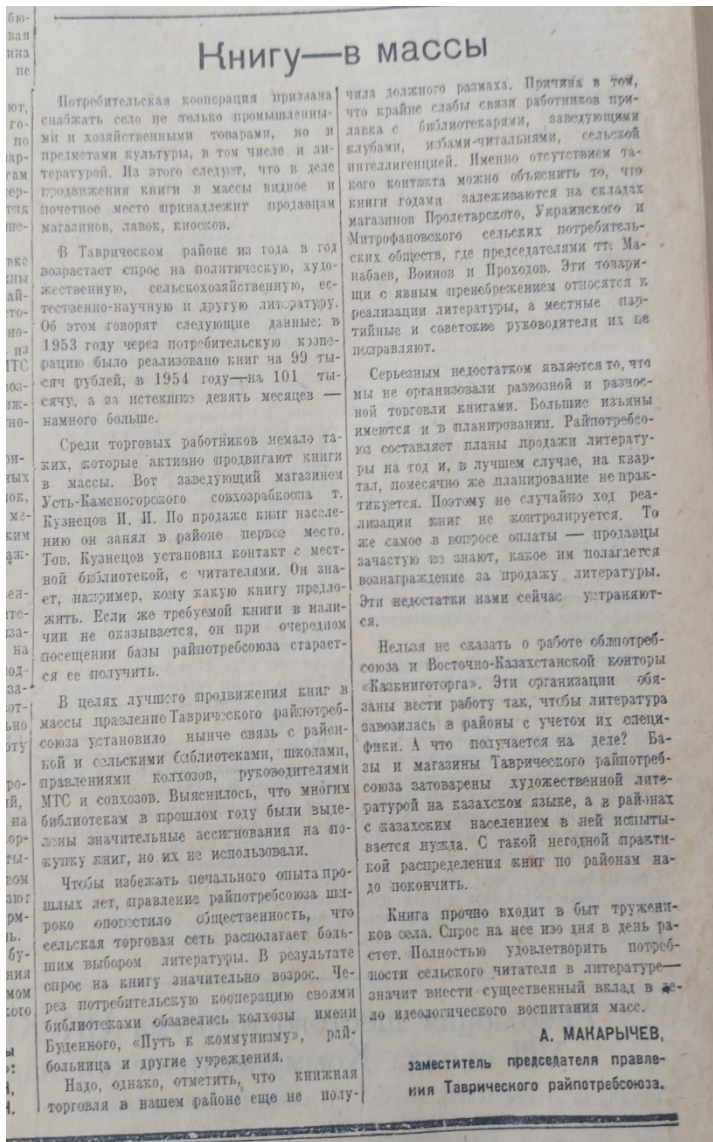 Книгу—в массы
Потребительская кооперация призвана
снабжать село не только промышленны-
ми и хозяйственными товарами, но и
предметами культуры, в том числе и ли-
тературой. Из этого следует, что в деле
продвижения книги в массы видное и
почетное место принадлежит продавцам
магазинов, лавок, киосков.
В Таврическом районе из года в год
возрастает спрос на политическую, худо-
жественную, сельскохозяйственную, ес-
тественно-научную и другую литературу.
Об этом говорят следующие данные: в
1953 году через потребительскую коопе-
рацию было реализовано книг на 99 ты-
сяч рублей, в 1954 году—на 101 ты-
сячу, а за истекшие девять месяцев —
намного больше.
Среди торговых работников немало та-
ких, которые активно продвигают книги
в массы. Вот заведующий магазином
Усть-Каменогорского совхозрабкоопа т.
Кузнецов И. И. По продаже книг населе-
нию он занял в районе первое место.
Тов. Кузнецов установил контакт с мест-
ной библиотекой, с читателями. Он зна-
ет, например, кому какую книгу предло-
жить. Если же требуемой книги в нали-
чии не оказывается, он при очередном
посещении базы райпотребсоюза старает-
ся ее получить.
В целях лучшего продвижения книг в
массы правление Таврического райпотреб-
союза установило нынче связь с район-
ной и сельскими библиотеками, школами,
правлениями колхозов, руководителями
МТС и совхозов. Выяснилось, что многим
библиотекам в прошлом году были выде-
лены значительные ассигнования на по-
купку книг, но их не использовали.
Чтобы избежать печального опыта про-
шлых лет, правление райпотребсоюза ши-
роко оповестило общественность, что
сельская торговая сеть располагает боль-
шим выбором литературы. В результате
спрос на книгу значительно возрос. Че-
рез потребительскую кооперацию своими
библиотеками обзавелись колхозы имени
Буденного, «Путь к коммунизму», рай-
больница и другие учреждения.
Надо, однако, отметить, что книжная
торговля в нашем районе еще не полу-
чила должного размаха. Причина в том,
что крайне слабы связи работников при-
лавка с библиотекарями, заведующими
клубами, избами-читальнями, сельской
интеллигенцией. Именно отсутствием та-
кого контакта можно объяснить то, что
книги годами залеживаются на складах
магазинов Пролетарского, Украинского и
Митрофановского сельских потребитель-
ских обществ, где председателями тт. Ма-
набаев, Воинов и Проходов. Эти товари-
щи с явным пренебрежением относятся к
реализации литературы, а местные пар-
тийные и советские руководители их не
поправляют.
Серьезным недостатком является то, что
мы не организовали развозной и разнос-
ной торговли книгами. Большие изъяны
имеются и в планировании. Райпотребсо-
юз составляет планы продажи литерату-
ры на год и, в лучшем случае, на квар-
тал, помесячно же планирование не прак-
тикуется. Поэтому не случайно ход реа-
лизации книг не контролируется. То
же самое в вопросе оплаты — продавцы
зачастую не знают, какое им полагается
вознаграждение за продажу литературы.
Эти недостатки нами сейчас устраняют-
ся.
Нельзя не сказать о работе облпотреб-
союза и Восточно-Казахстанской конторы
«Казкниготорга». Эти организации обя-
заны вести работу так, чтобы литература
завозилась в районы с учетом их специ-
фики. А что получается на деле? Ба-
зы и магазины Таврического райпотреб-
союза затоварены художественной лите-
ратурой на казахском языке, а в районах
с казахским населением в ней испыты-
вается нужда. С такой негодной практи-
кой распределения книг по районам на-
до покончить.
Книга прочно входит в быт тружени-
ков села. Спрос на нее изо дня в день ра-
стет. Полностью удовлетворить потреб-
ности сельского читателя в литературе—
значит внести существенный вклад в де-
ло идеологического воспитания масс.
А. МАКАРЫЧЕВ,
заместитель председателя правле-
ния Таврического райпотребсоюза.